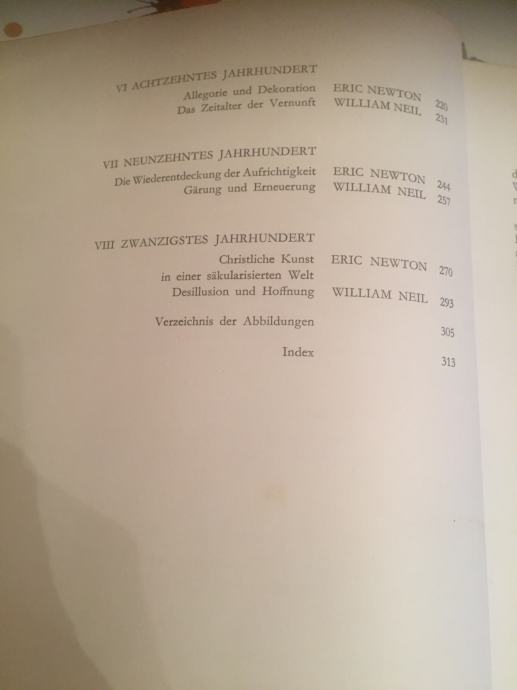 VI ACHTZEHNTES JAHRHUNDERT
Allegorie und Dekoration ERIC NEWTON 220
Das Zeitalter der Vernunft WILLIAM NEIL 231
VII NEUNZEHNTES JAHRHUNDERT
Die Wiederentdeckung der Aufrichtigkeit ERIC NEWTON 244
Gärung und Erneuerung WILLIAM NEIL 257
VIII ZWANZIGSTES JAHRHUNDERT
Christliche Kunst ERIC NEWTON 270
in einer säkularisierten Welt
Desillusion und Hoffnung WILLIAM NEIL 293
Verzeichnis der Abbildungen 305
Index 313